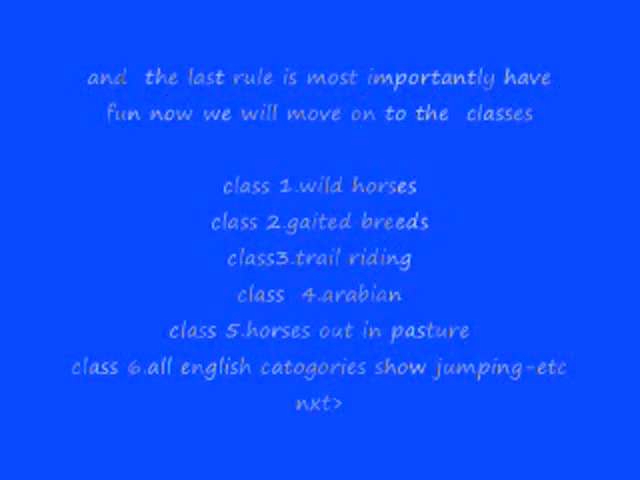 and the last rule is most importantly have
fun now we will move on to the classes
class 1.wild horses
class 2.gaited breeds
class3.trail riding
class 4.arabian
class 5.horses out in pasture
class 6.all english catogories show jumping-etc
nxt>